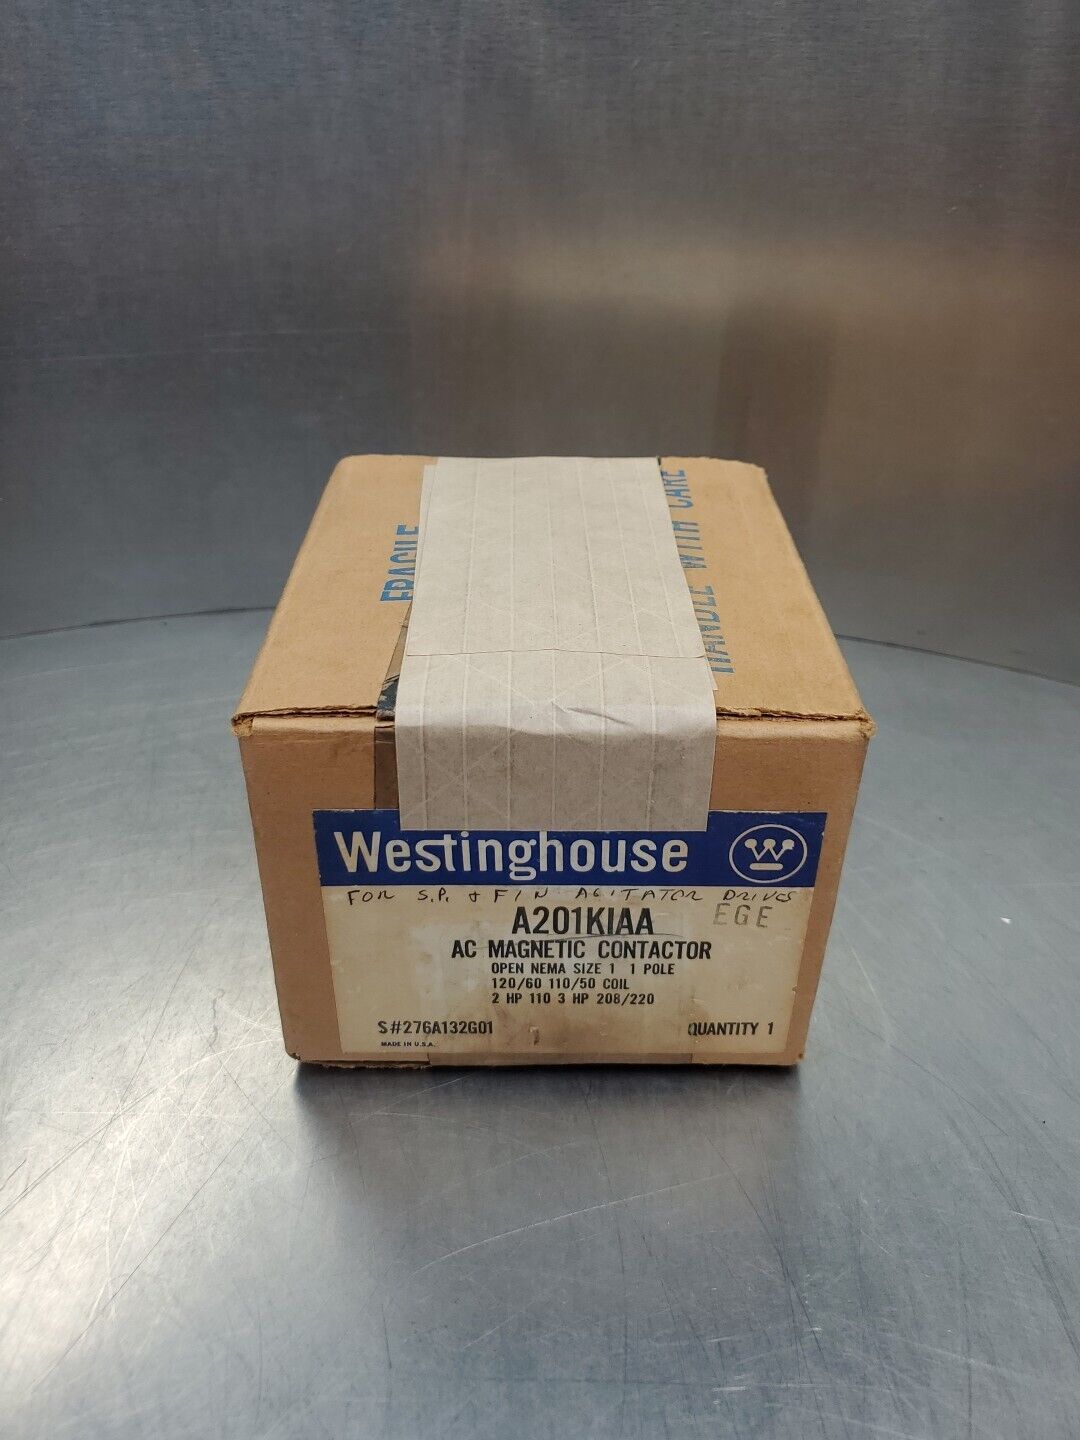 FRAGILE
HANDLE WITH CARE
Westinghouse
FOR S.P. & FIN AGITATOR DRIVES
A201KIAA EGE
AC MAGNETIC CONTACTOR
OPEN NEMA SIZE 1 1 POLE
120/60 110/50 COIL
2 HP 110 3 HP 208/220
S#276A132G01 QUANTITY 1
MADE IN U.S.A.